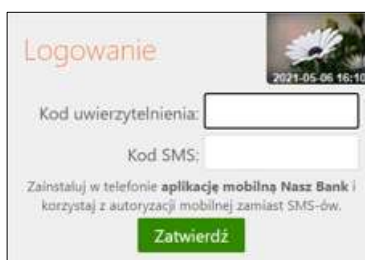 Logowanie
2021-05-06 16:10
Kod uwierzytelnienia:
Kod SMS:
Zainstaluj w telefonie aplikację mobilną Nasz Bank i
korzystaj z autoryzacji mobilnej zamiast SMS-ów.
Zatwierdź